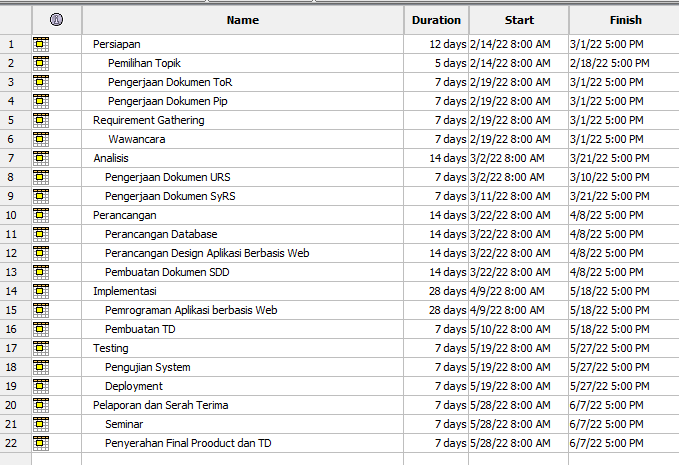 Name Duration Start Finish
1 Persiapan 12 days 2/14/22 8:00 AM 3/1/22 5:00 PM
2 Pemilihan Topik 5 days 2/14/22 8:00 AM 2/18/22 5:00 PM
3 Pengerjaan Dokumen ToR 7 days 2/19/22 8:00 AM 3/1/22 5:00 PM
4 Pengerjaan Dokumen Pip 7 days 2/19/22 8:00 AM 3/1/22 5:00 PM
5 Requirement Gathering 7 days 2/19/22 8:00 AM 3/1/22 5:00 PM
6 Wawancara 7 days 2/19/22 8:00 AM 3/1/22 5:00 PM
7 Analisis 14 days 3/2/22 8:00 AM 3/21/22 5:00 PM
8 Pengerjaan Dokumen URS 7 days 3/2/22 8:00 AM 3/10/22 5:00 PM
9 Pengerjaan Dokumen SyRS 7 days 3/11/22 8:00 AM 3/21/22 5:00 PM
10 Perancangan 14 days 3/22/22 8:00 AM 4/8/22 5:00 PM
11 Perancangan Database 14 days 3/22/22 8:00 AM 4/8/22 5:00 PM
12 Perancangan Design Aplikasi Berbasis Web 14 days 3/22/22 8:00 AM 4/8/22 5:00 PM
13 Pembuatan Dokumen SDD 14 days 3/22/22 8:00 AM 4/8/22 5:00 PM
14 Implementasi 28 days 4/9/22 8:00 AM 5/18/22 5:00 PM
15 Pemrograman Aplikasi berbasis Web 28 days 4/9/22 8:00 AM 5/18/22 5:00 PM
16 Pembuatan TD 7 days 5/10/22 8:00 AM 5/18/22 5:00 PM
17 Testing 7 days 5/19/22 8:00 AM 5/27/22 5:00 PM
18 Pengujian System 7 days 5/19/22 8:00 AM 5/27/22 5:00 PM
19 Deployment 7 days 5/19/22 8:00 AM 5/27/22 5:00 PM
20 Pelaporan dan Serah Terima 7 days 5/28/22 8:00 AM 6/7/22 5:00 PM
21 Seminar 7 days 5/28/22 8:00 AM 6/7/22 5:00 PM
22 Penyerahan Final Prooduct dan TD 7 days 5/28/22 8:00 AM 6/7/22 5:00 PM